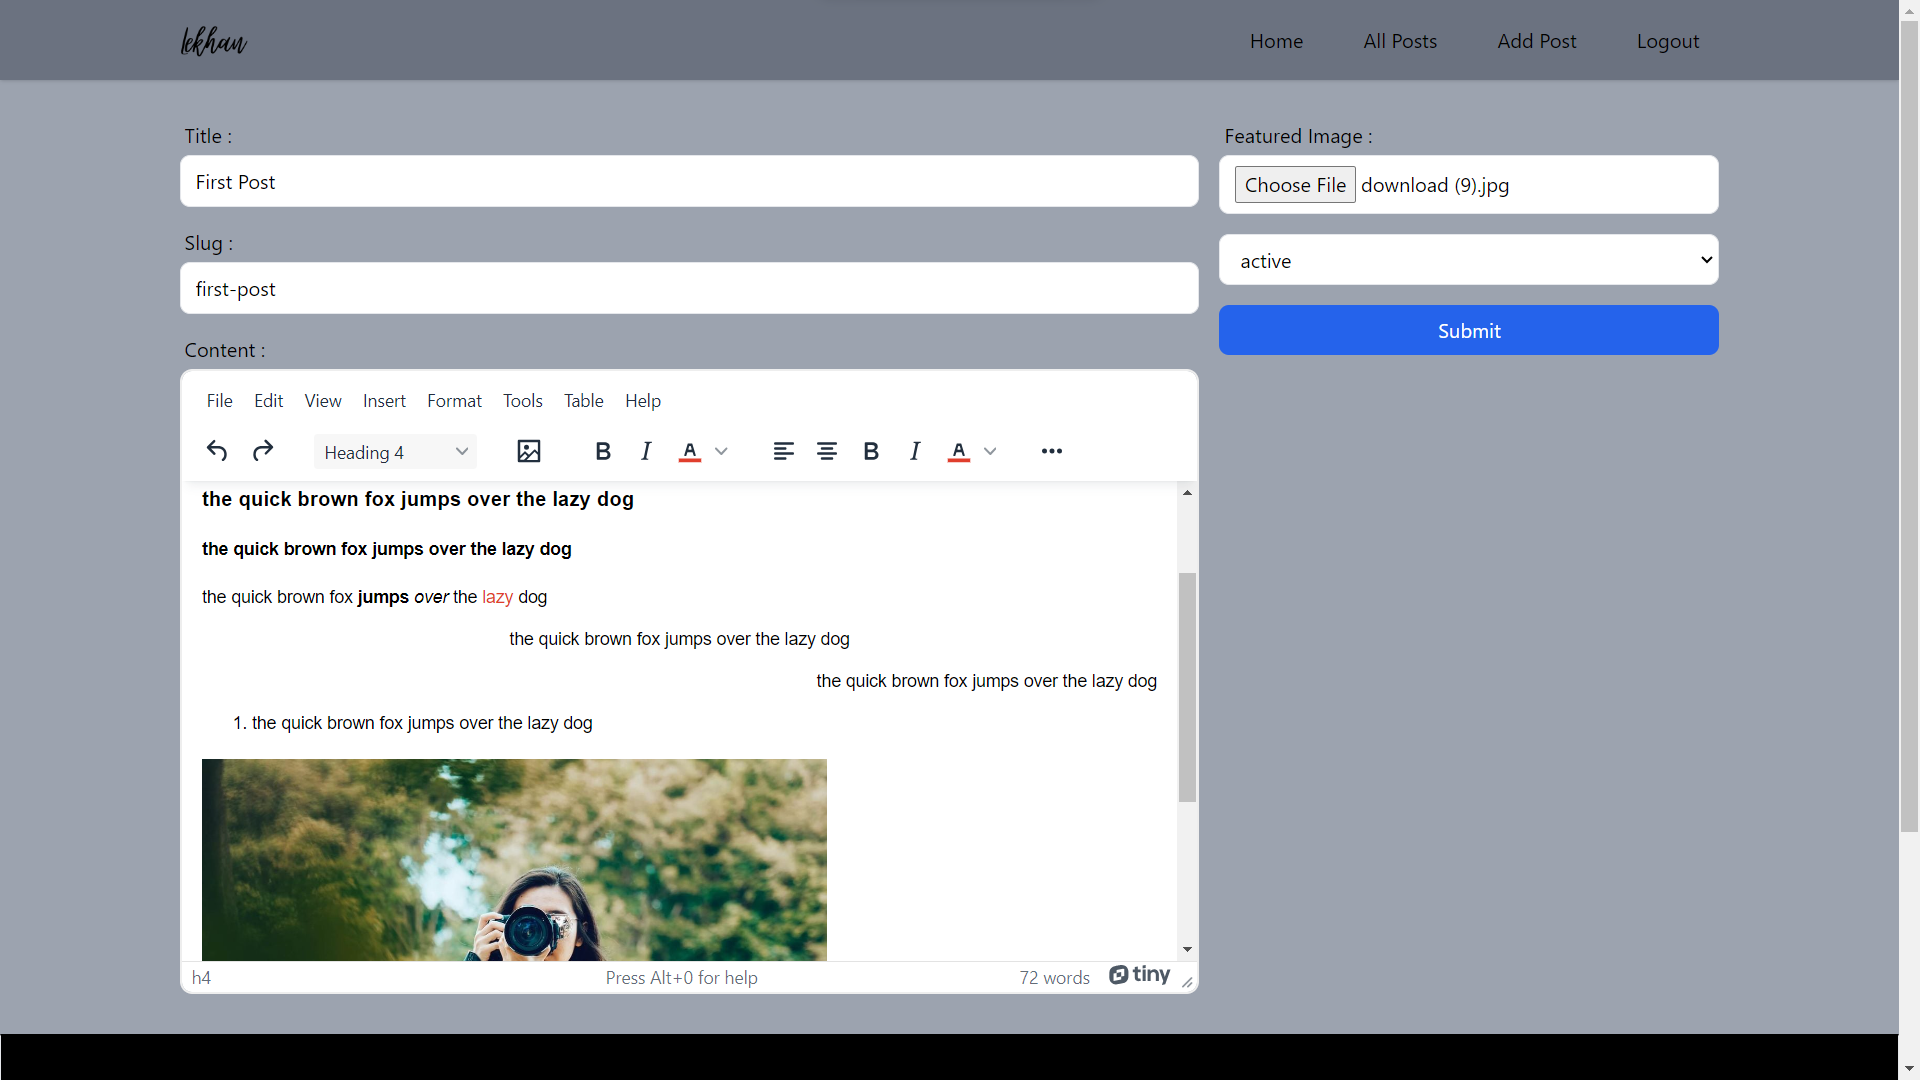 lekhan
Home All Posts Add Post Logout
Title :
First Post
Slug :
first-post
Content :
File Edit View Insert Format Tools Table Help
Heading 4 B I A B I A
the quick brown fox jumps over the lazy dog
the quick brown fox jumps over the lazy dog
the quick brown fox jumps over the lazy dog
the quick brown fox jumps over the lazy dog
the quick brown fox jumps over the lazy dog
1. the quick brown fox jumps over the lazy dog
h4 Press Alt+0 for help 72 words tiny
Featured Image :
Choose File download (9).jpg
active
Submit